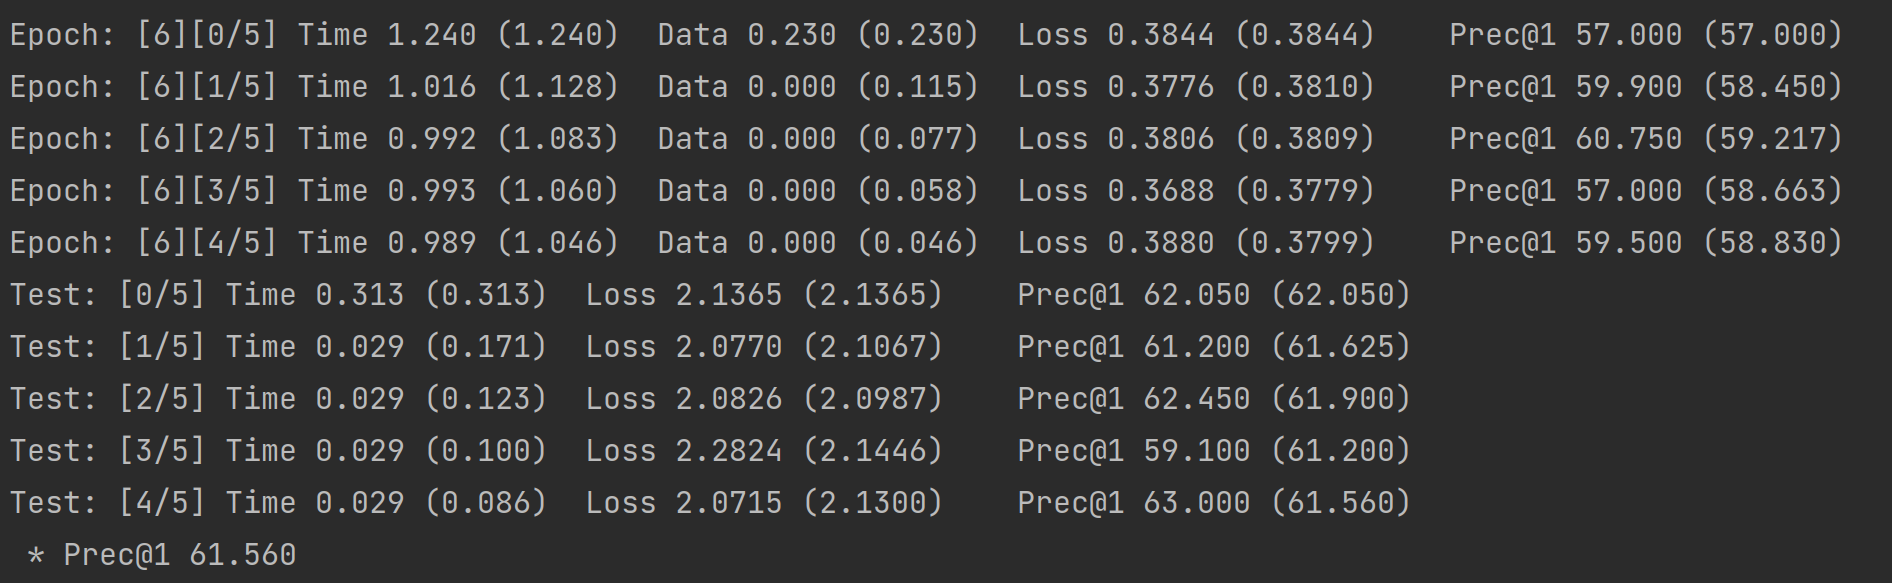 Epoch: [6][0/5] Time 1.240 (1.240) Data 0.230 (0.230) Loss 0.3844 (0.3844) Prec@1 57.000 (57.000)
Epoch: [6][1/5] Time 1.016 (1.128) Data 0.000 (0.115) Loss 0.3776 (0.3810) Prec@1 59.900 (58.450)
Epoch: [6][2/5] Time 0.992 (1.083) Data 0.000 (0.077) Loss 0.3806 (0.3809) Prec@1 60.750 (59.217)
Epoch: [6][3/5] Time 0.993 (1.060) Data 0.000 (0.058) Loss 0.3688 (0.3779) Prec@1 57.000 (58.663)
Epoch: [6][4/5] Time 0.989 (1.046) Data 0.000 (0.046) Loss 0.3880 (0.3799) Prec@1 59.500 (58.830)
Test: [0/5] Time 0.313 (0.313) Loss 2.1365 (2.1365) Prec@1 62.050 (62.050)
Test: [1/5] Time 0.029 (0.171) Loss 2.0770 (2.1067) Prec@1 61.200 (61.625)
Test: [2/5] Time 0.029 (0.123) Loss 2.0826 (2.0987) Prec@1 62.450 (61.900)
Test: [3/5] Time 0.029 (0.100) Loss 2.2824 (2.1446) Prec@1 59.100 (61.200)
Test: [4/5] Time 0.029 (0.086) Loss 2.0715 (2.1300) Prec@1 63.000 (61.560)
* Prec@1 61.560